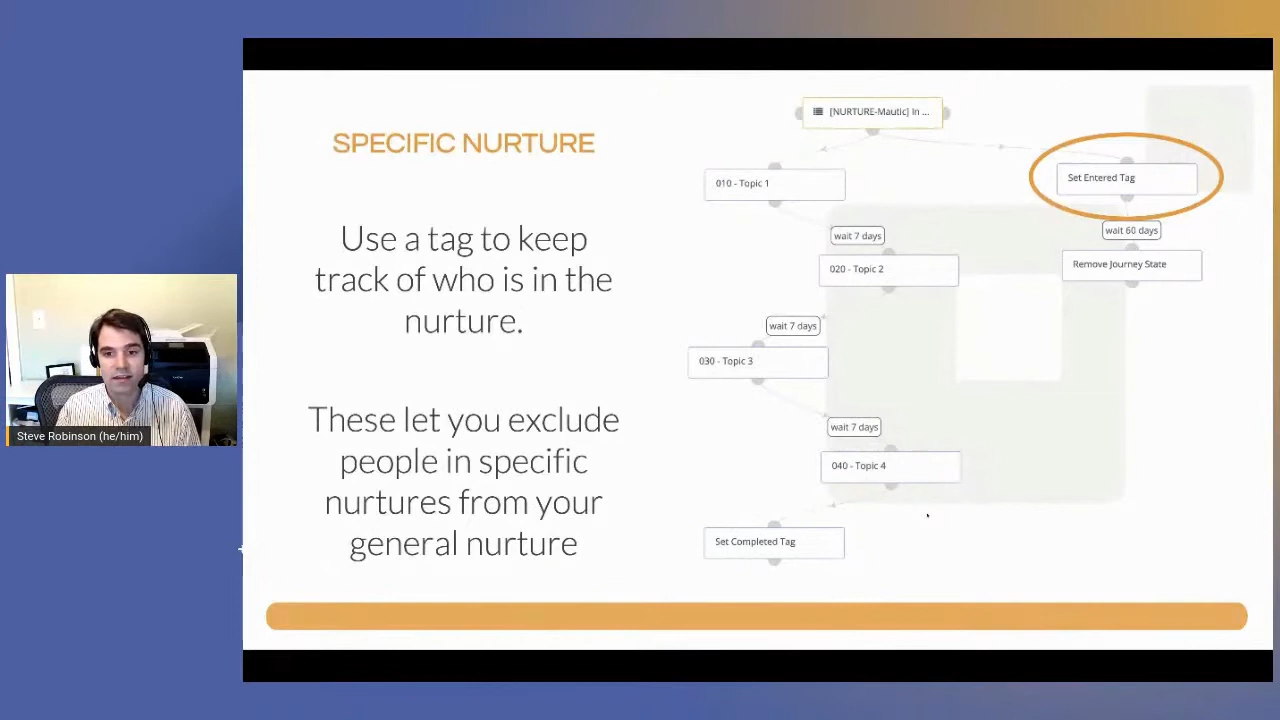 SPECIFIC NURTURE
Use a tag to keep
track of who is in the
nurture.
These let you exclude
people in specific
nurtures from your
general nurture
[NURTURE-Mautic] In ...
010 - Topic 1
Set Entered Tag
wait 7 days
wait 60 days
020 - Topic 2
Remove Journey State
wait 7 days
030 - Topic 3
wait 7 days
040 - Topic 4
Set Completed Tag
Steve Robinson (he/him)